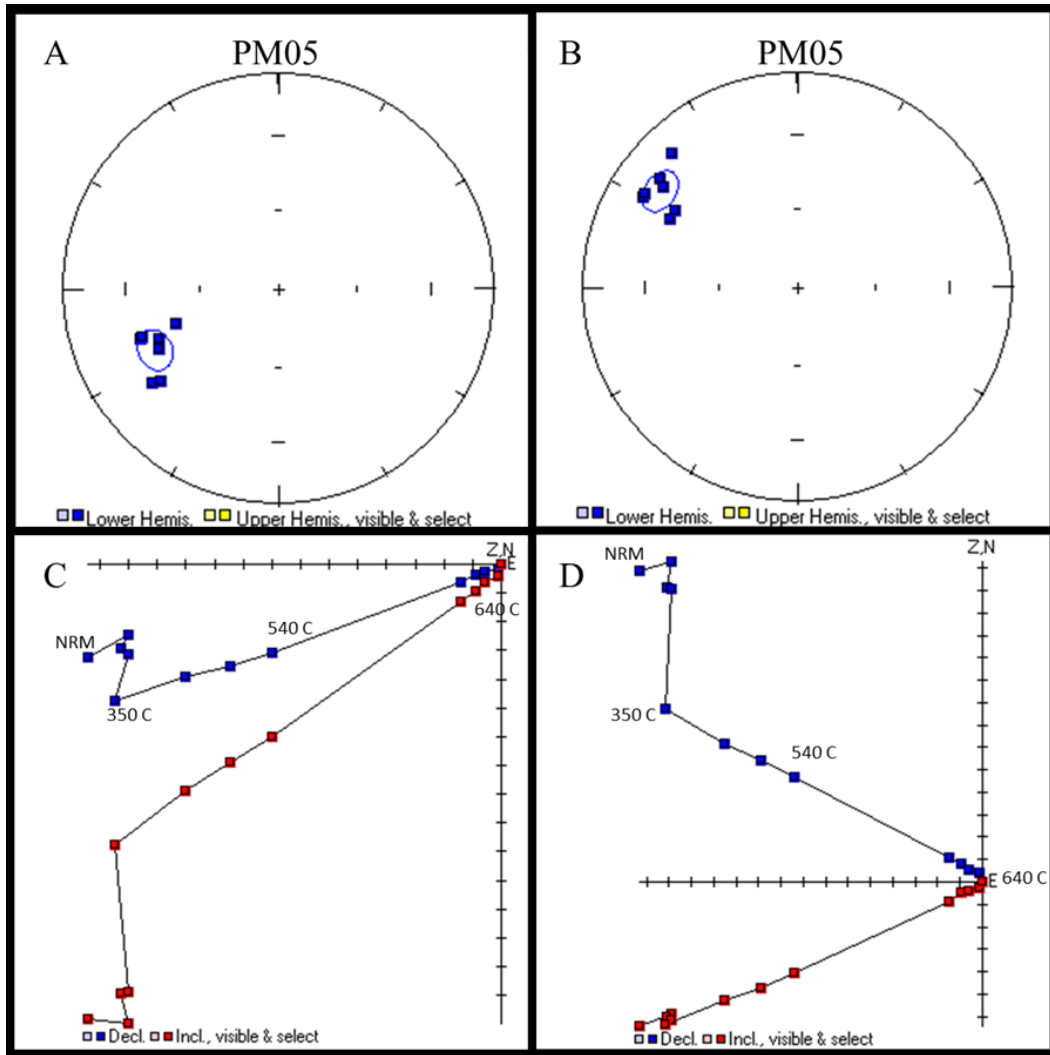 A
PM05
Lower Hemis. Upper Hemis., visible & select
B
PM05
Lower Hemis. Upper Hemis., visible & select
C
Z,N
E
NRM
540 C
640 C
350 C
Decl. Incl., visible & select
D
Z,N
NRM
350 C
540 C
E 640 C
Decl. Incl., visible & select